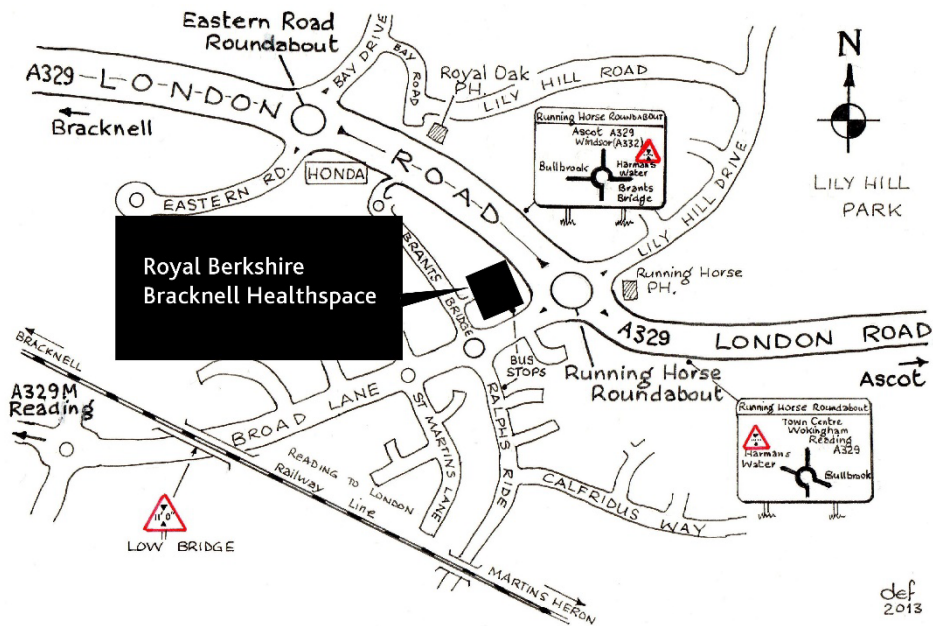 Eastern Road
Roundabout
A329
LONDON
ROAD
Bracknell
BAY DRIVE
BAY ROAD
Royal Oak
PH.
LILY HILL ROAD
N
Running Horse Roundabout
Ascot A329
Windsor (A332)
Bullbrook
Harmans
Water
Brants
Bridge
LILY HILL
PARK
LILY HILL DRIVE
EASTERN RD.
HONDA
Royal Berkshire
Bracknell Healthspace
BRANTS BRIDGE
Running Horse
PH.
A329 LONDON ROAD
Ascot
BUS
STOPS
Running Horse
Roundabout
BRACKNELL
A329M
Reading
BROAD LANE
ST MARTINS LANE
RALPHS RIDE
Running Horse Roundabout
Town Centre
Wokingham
Reading
A329
Harmans
Water
Bullbrook
READING TO LONDON
Railway
Line
CALFRIDUS WAY
11'0"
LOW BRIDGE
MARTINS HERON
def
2013